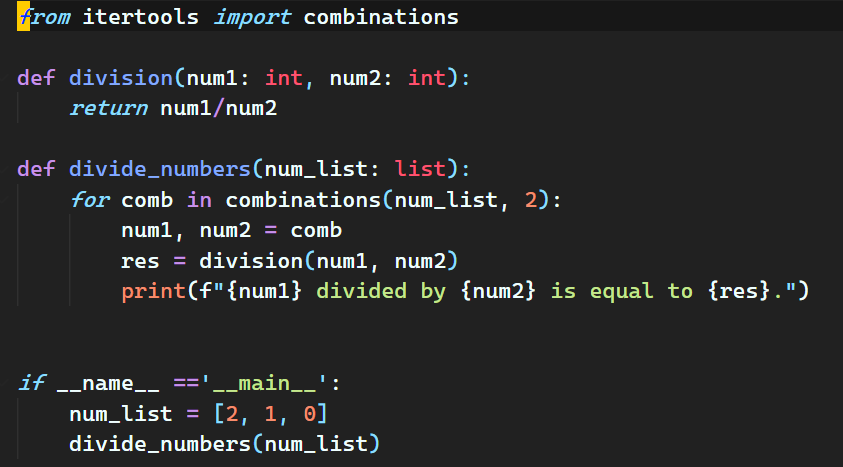 from itertools import combinations

def division(num1: int, num2: int):
    return num1/num2

def divide_numbers(num_list: list):
    for comb in combinations(num_list, 2):
        num1, num2 = comb
        res = division(num1, num2)
        print(f"{num1} divided by {num2} is equal to {res}.")


if __name__ =='__main__':
    num_list = [2, 1, 0]
    divide_numbers(num_list)